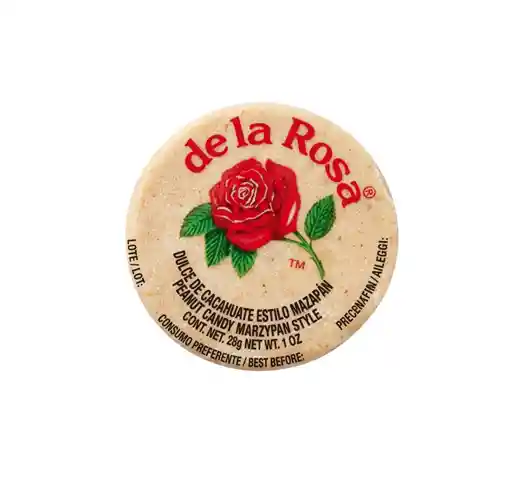 de la Rosa®
TM
DULCE DE CACAHUATE ESTILO MAZAPÁN
PEANUT CANDY MARZYPAN STYLE
CONT. NET. 28g NET WT. 1 OZ
CONSUMO PREFERENTE / BEST BEFORE:
LOTE / LOT:
PRECENAFIN / AILEGGI: